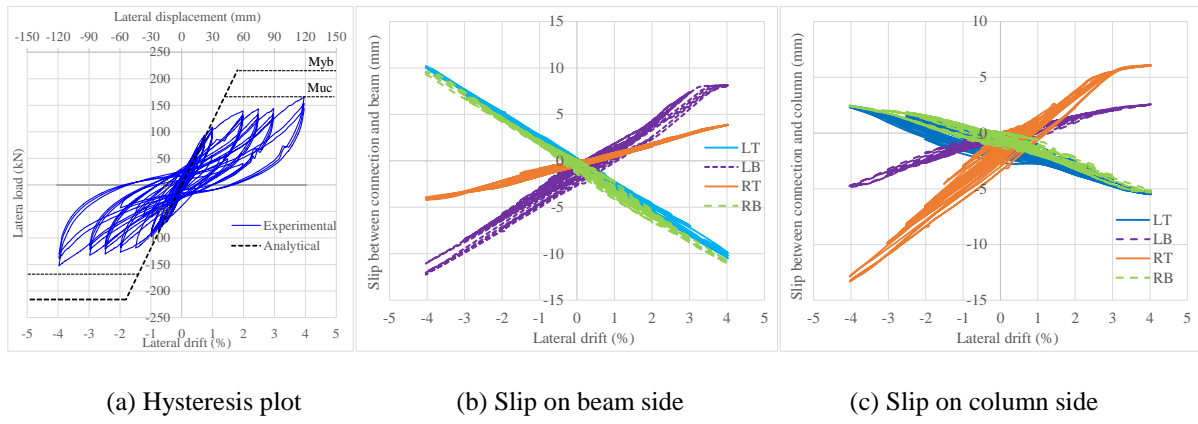 Lateral displacement (mm)
-150 -120 -90 -60 -30 0 30 60 90 120 150
250
200
150
100
50
0
-50
-100
-150
-200
-250
Myb
Muc
Latera load (kN)
Experimental
Analytical
-5 -4 -3 -2 -1 0 1 2 3 4 5
Lateral drift (%)
15
10
5
0
-5
-10
-15
Slip between connection and beam (mm)
LT
LB
RT
RB
-5 -4 -3 -2 -1 0 1 2 3 4 5
Lateral drift (%)
10
5
0
-5
-10
-15
Slip between connection and column (mm)
LT
LB
RT
RB
-5 -4 -3 -2 -1 0 1 2 3 4 5
Lateral drift (%)
(a) Hysteresis plot
(b) Slip on beam side
(c) Slip on column side